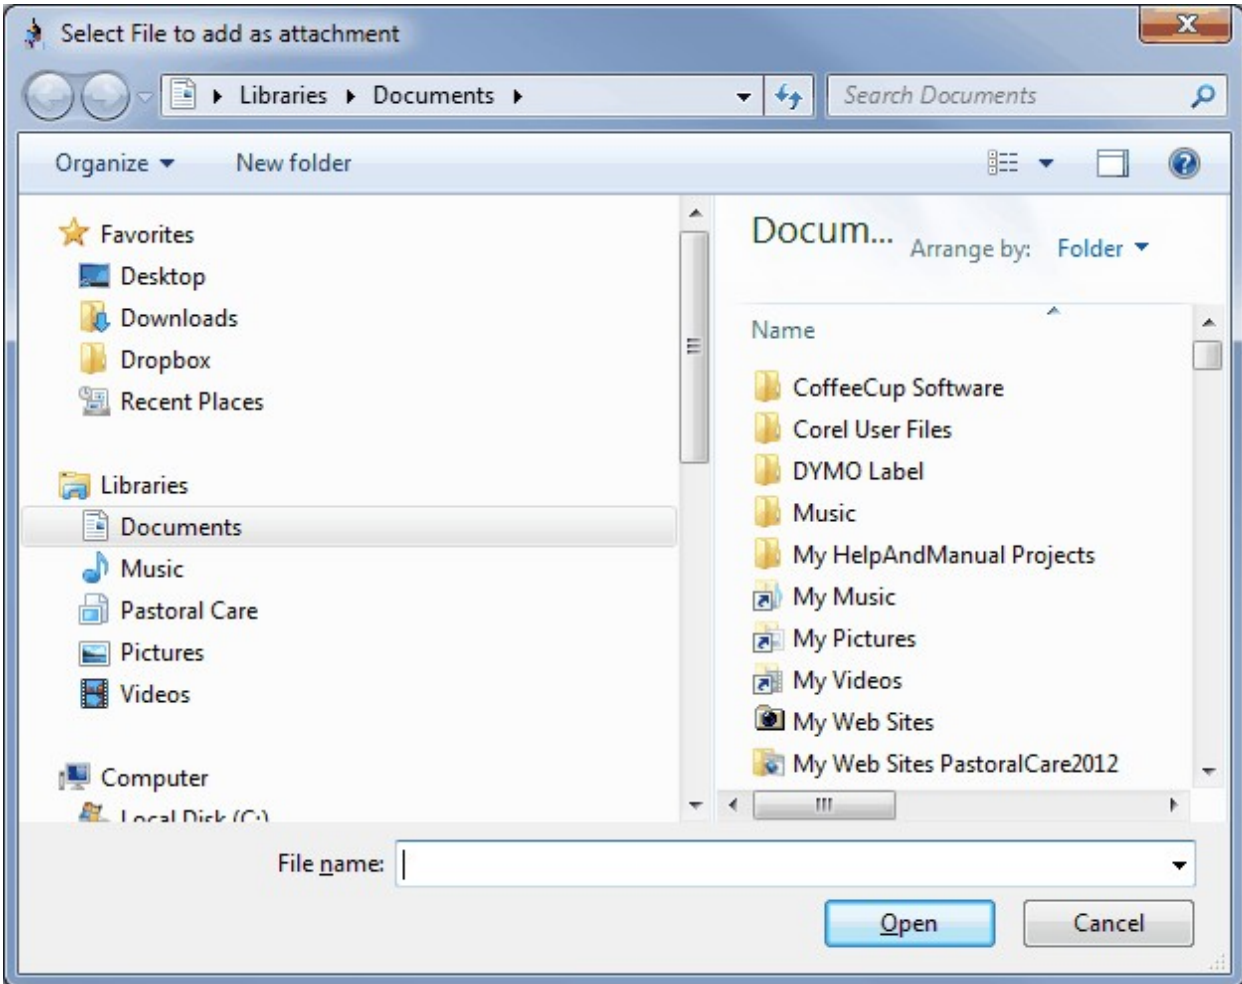 Select File to add as attachment
Libraries Documents
Search Documents
Organize
New folder
Favorites
Desktop
Downloads
Dropbox
Recent Places
Libraries
Documents
Music
Pastoral Care
Pictures
Videos
Computer
Local Disk (C:)
Docum...
Arrange by: Folder
Name
CoffeeCup Software
Corel User Files
DYMO Label
Music
My HelpAndManual Projects
My Music
My Pictures
My Videos
My Web Sites
My Web Sites PastoralCare2012
File name:
Open Cancel